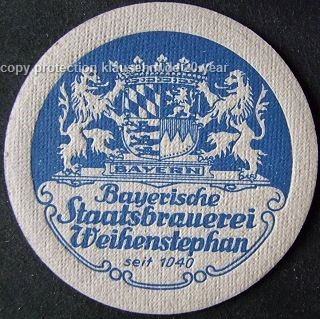 copy protection klausehm
BAYERN
Bayerische
Staatsbrauerei
Weihenstephan
seit 1040